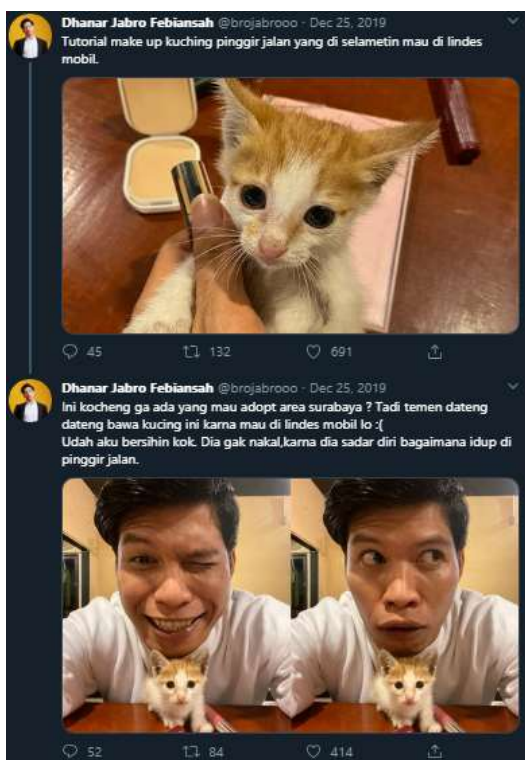 Dhanar Jabro Febiansah @brojabrooo · Dec 25, 2019
Tutorial make up kuching pinggir jalan yang di selametin mau di lindes
mobil.
45 132 691
Dhanar Jabro Febiansah @brojabrooo · Dec 25, 2019
Ini kocheng ga ada yang mau adopt area surabaya ? Tadi temen dateng
dateng bawa kucing ini karna mau di lindes mobil lo :(
Udah aku bersihin kok. Dia gak nakal,karna dia sadar diri bagaimana idup di
pinggir jalan.
52 84 414